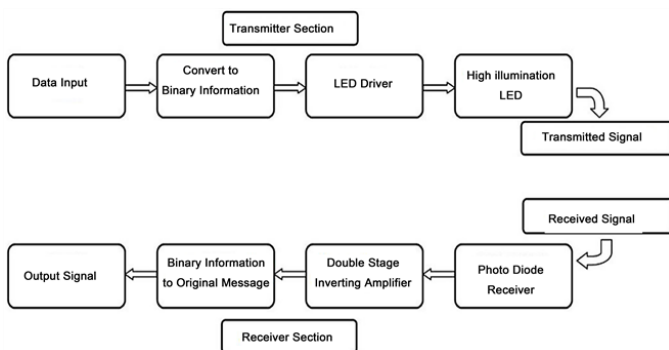 Transmitter Section
Data Input
Convert to
Binary Information
LED Driver
High illumination
LED
Transmitted Signal
Received Signal
Output Signal
Binary Information
to Original Message
Double Stage
Inverting Amplifier
Photo Diode
Receiver
Receiver Section